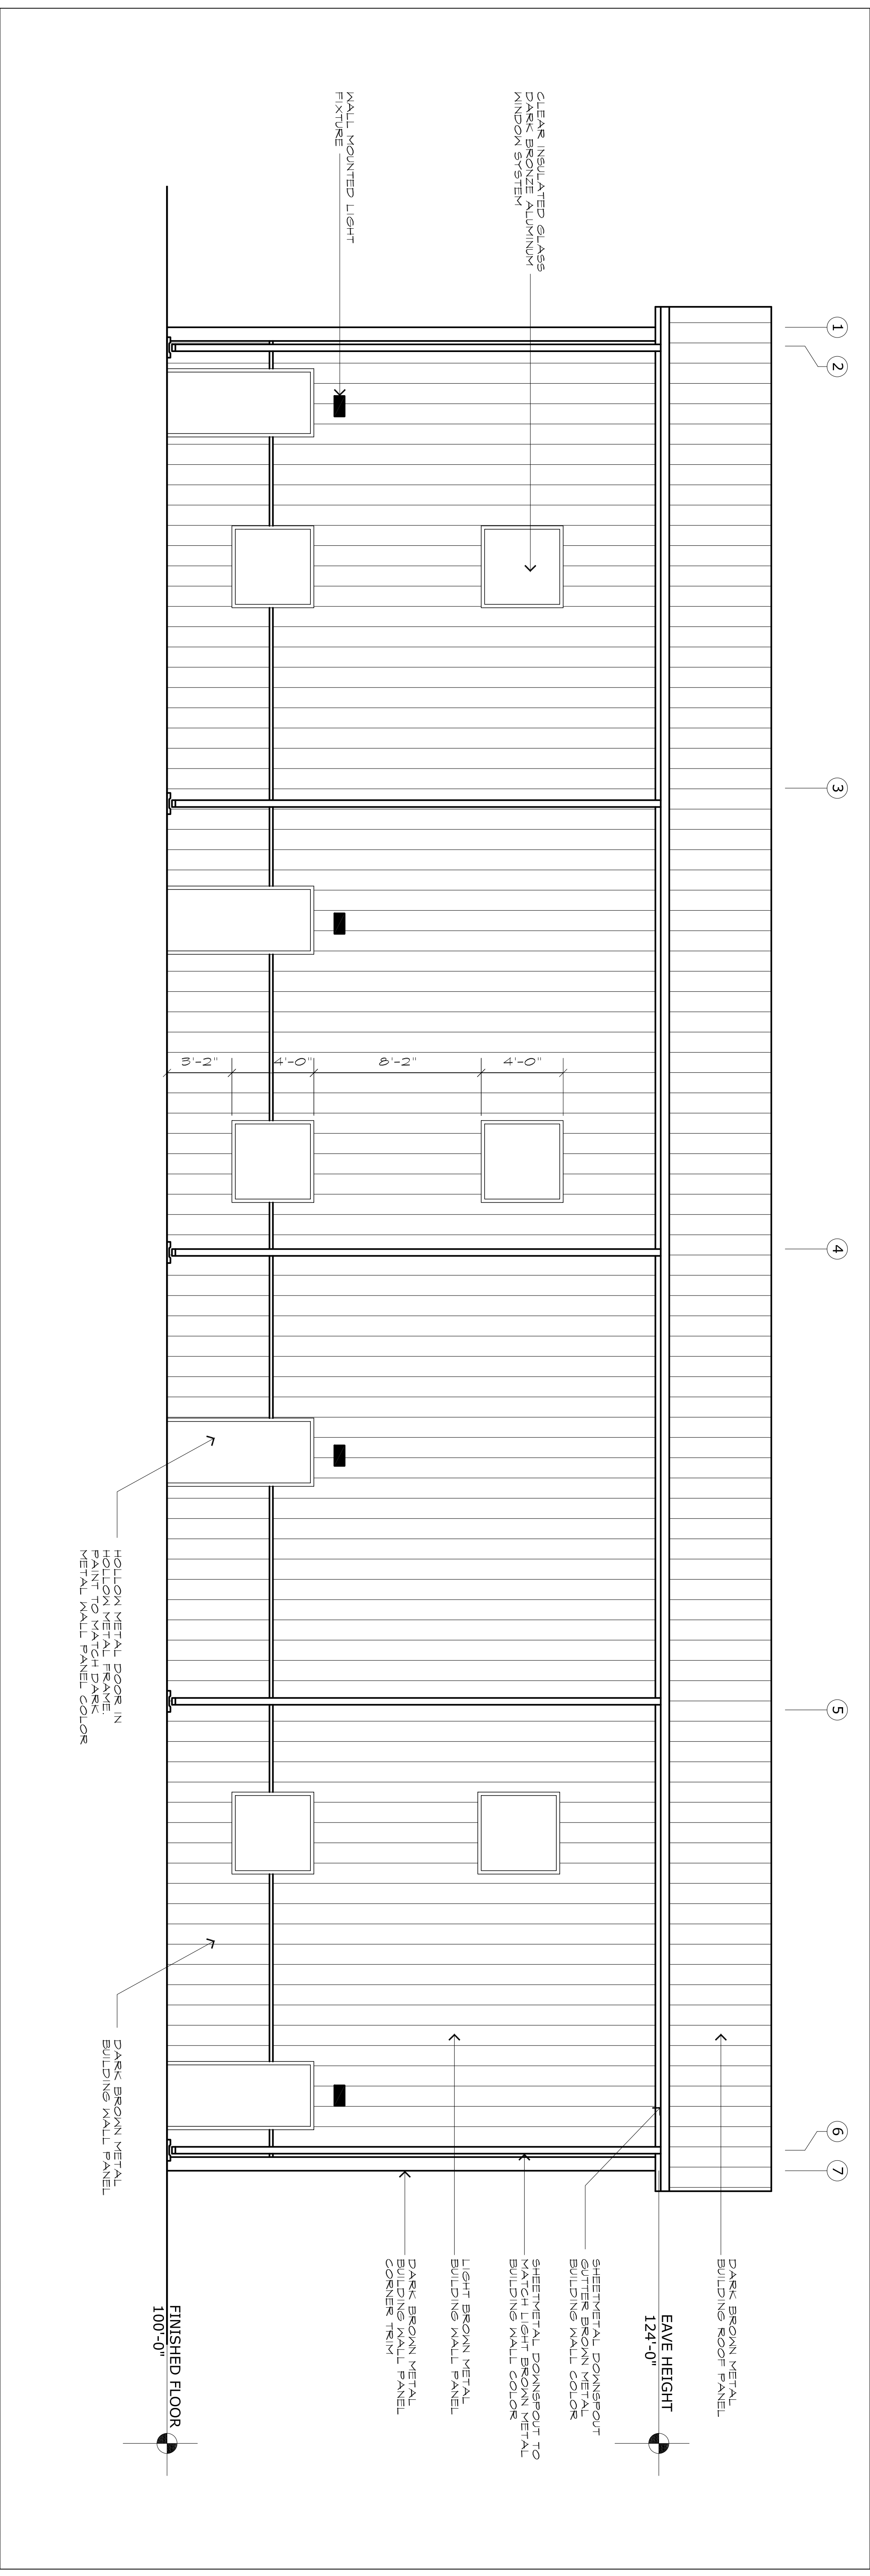 1
2
3
4
5
6
7
CLEAR INSULATED GLASS
DARK BRONZE ALUMINUM
WINDOW SYSTEM
WALL MOUNTED LIGHT
FIXTURE
4'-0"
8'-2"
4'-0"
3'-2"
DARK BROWN METAL
BUILDING ROOF PANEL
EAVE HEIGHT
124'-0"
SHEETMETAL DOWNSPOUT
GUTTER BROWN METAL
BUILDING WALL COLOR
SHEETMETAL DOWNSPOUT TO
MATCH LIGHT BROWN METAL
BUILDING WALL COLOR
LIGHT BROWN METAL
BUILDING WALL PANEL
DARK BROWN METAL
BUILDING WALL PANEL
CORNER TRIM
FINISHED FLOOR
100'-0"
HOLLOW METAL DOOR IN
HOLLOW METAL FRAME.
PAINT TO MATCH DARK
METAL WALL PANEL COLOR
DARK BROWN METAL
BUILDING WALL PANEL